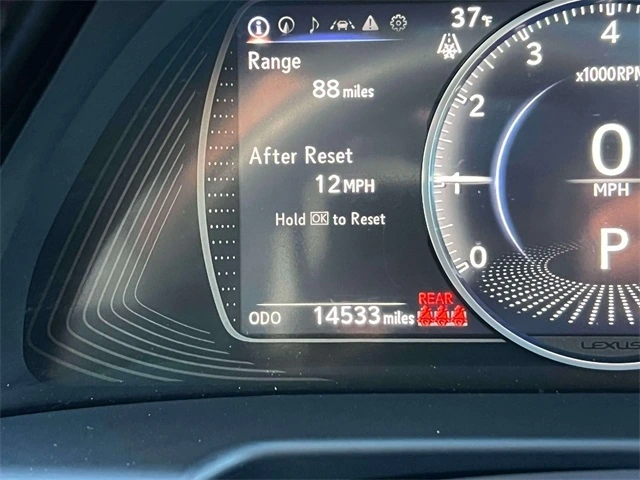 37°F
Range
88 miles
After Reset
12 MPH
Hold OK to Reset
ODO 14533 miles
REAR
4
3
x1000RPM
2
0
MPH
1
P
0
LEXUS